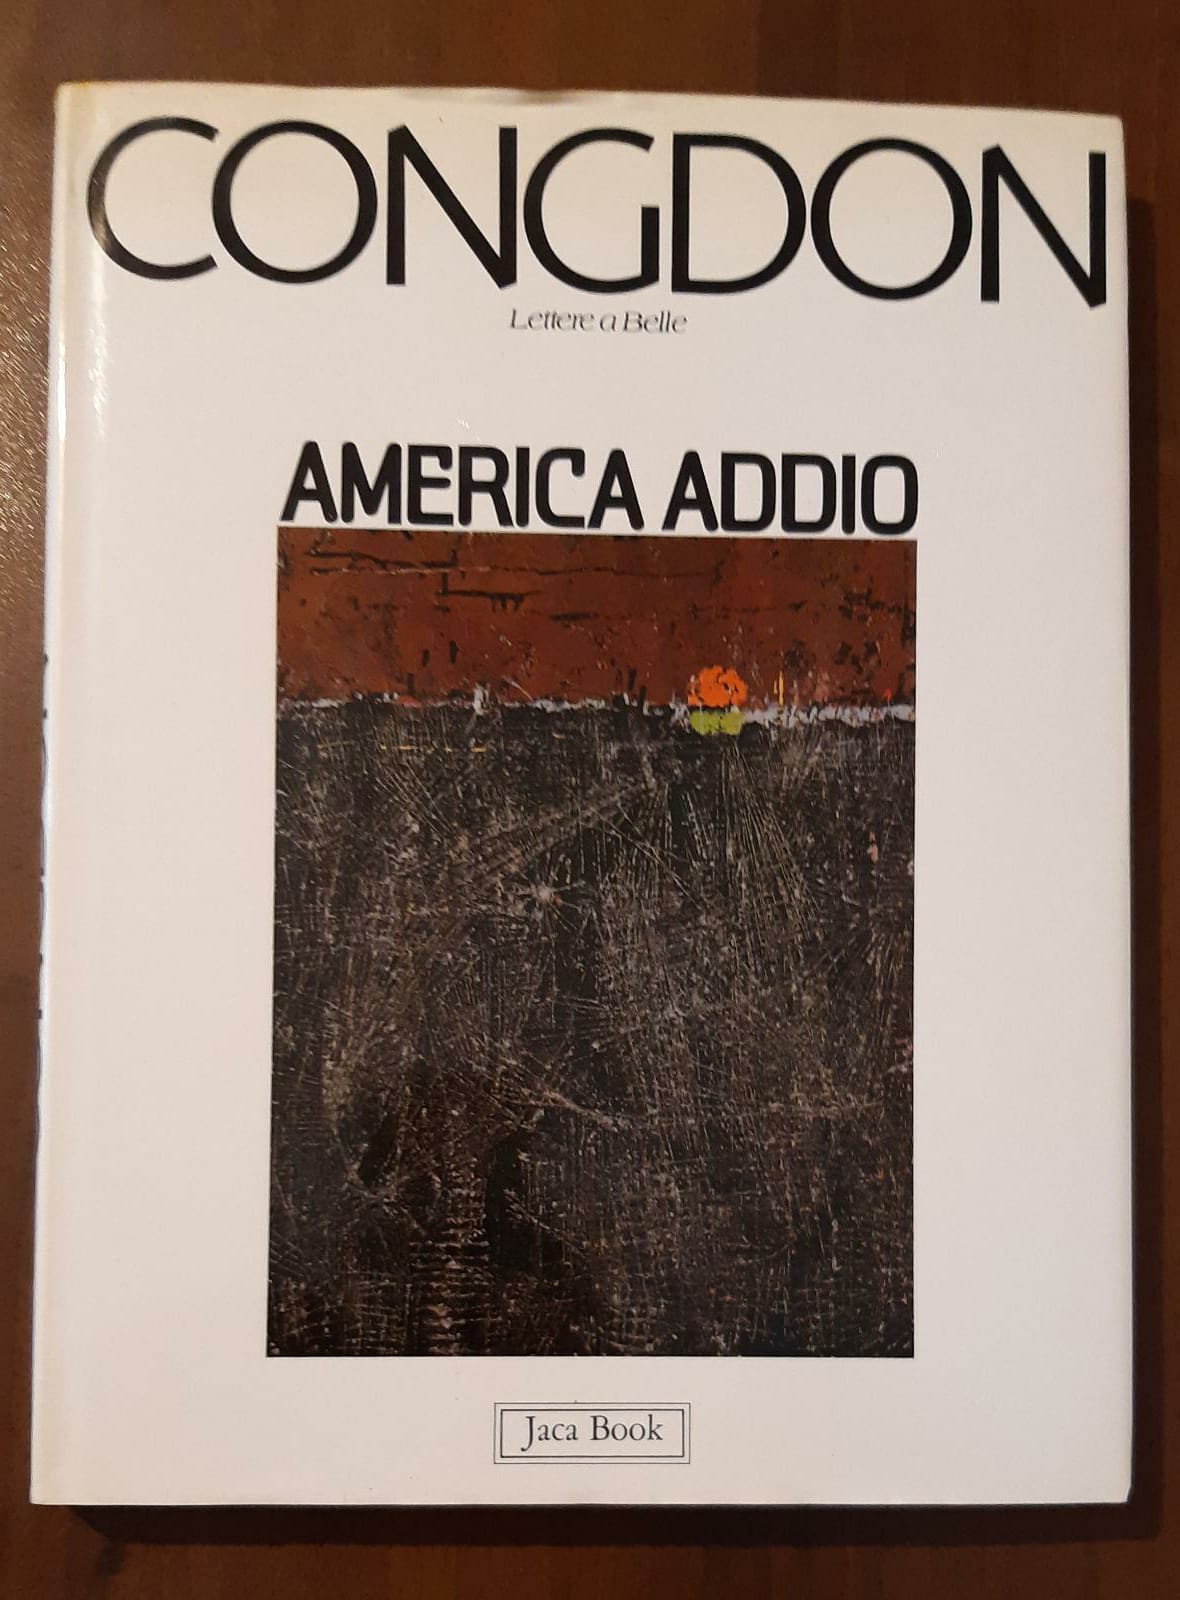 CONGDON
Lettere a Belle
AMERICA ADDIO
Jaca Book